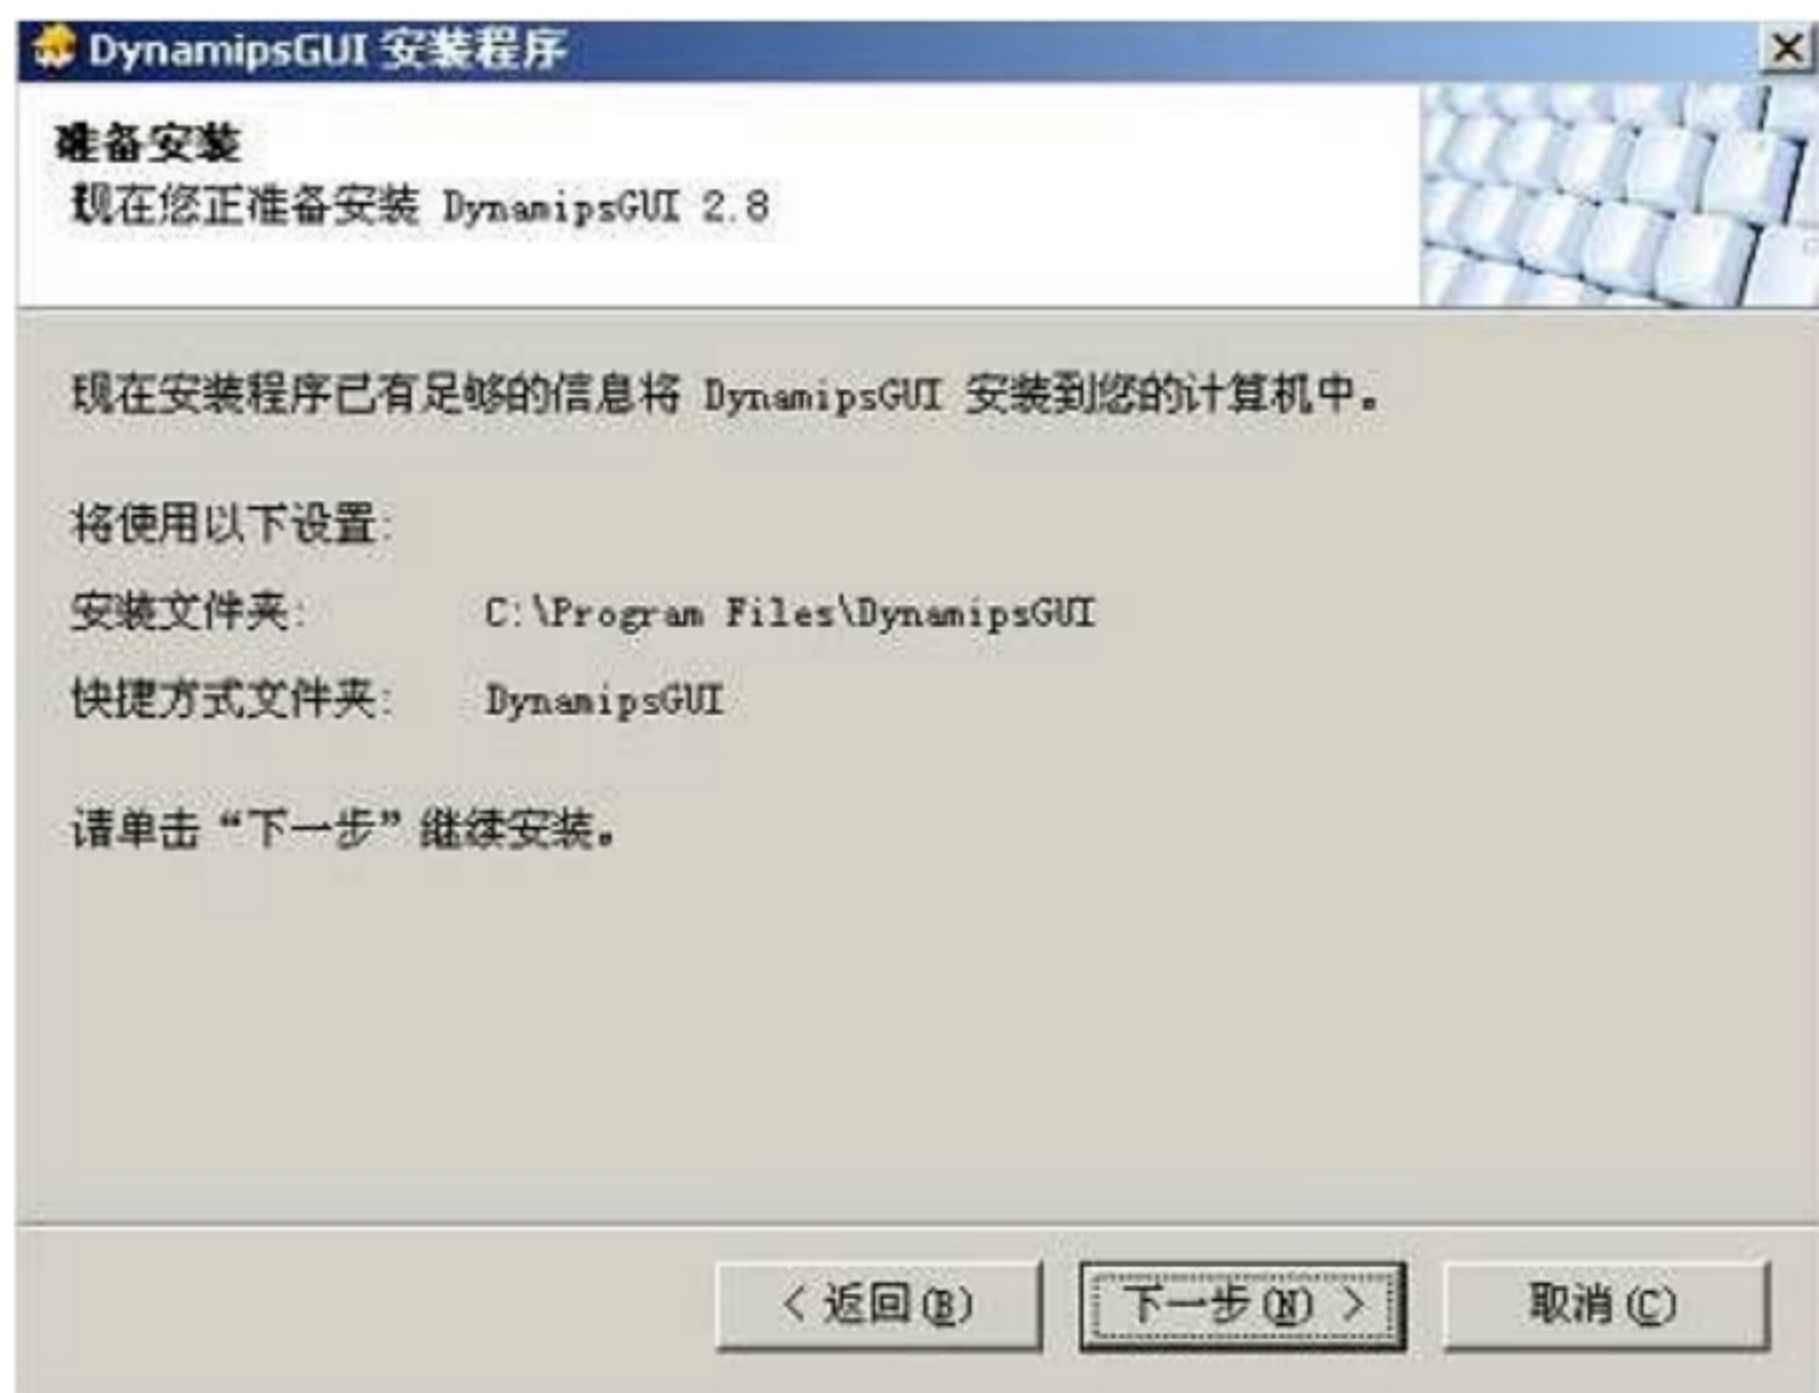 DynamipsGUI 安装程序
准备安装
现在您正准备安装 DynamipsGUI 2.8
现在安装程序已有足够的信息将 DynamipsGUI 安装到您的计算机中。
将使用以下设置:
安装文件夹: C:\Program Files\DynamipsGUI
快捷方式文件夹: DynamipsGUI
请单击“下一步”继续安装。
< 返回(B) 下一步(N) > 取消(C)